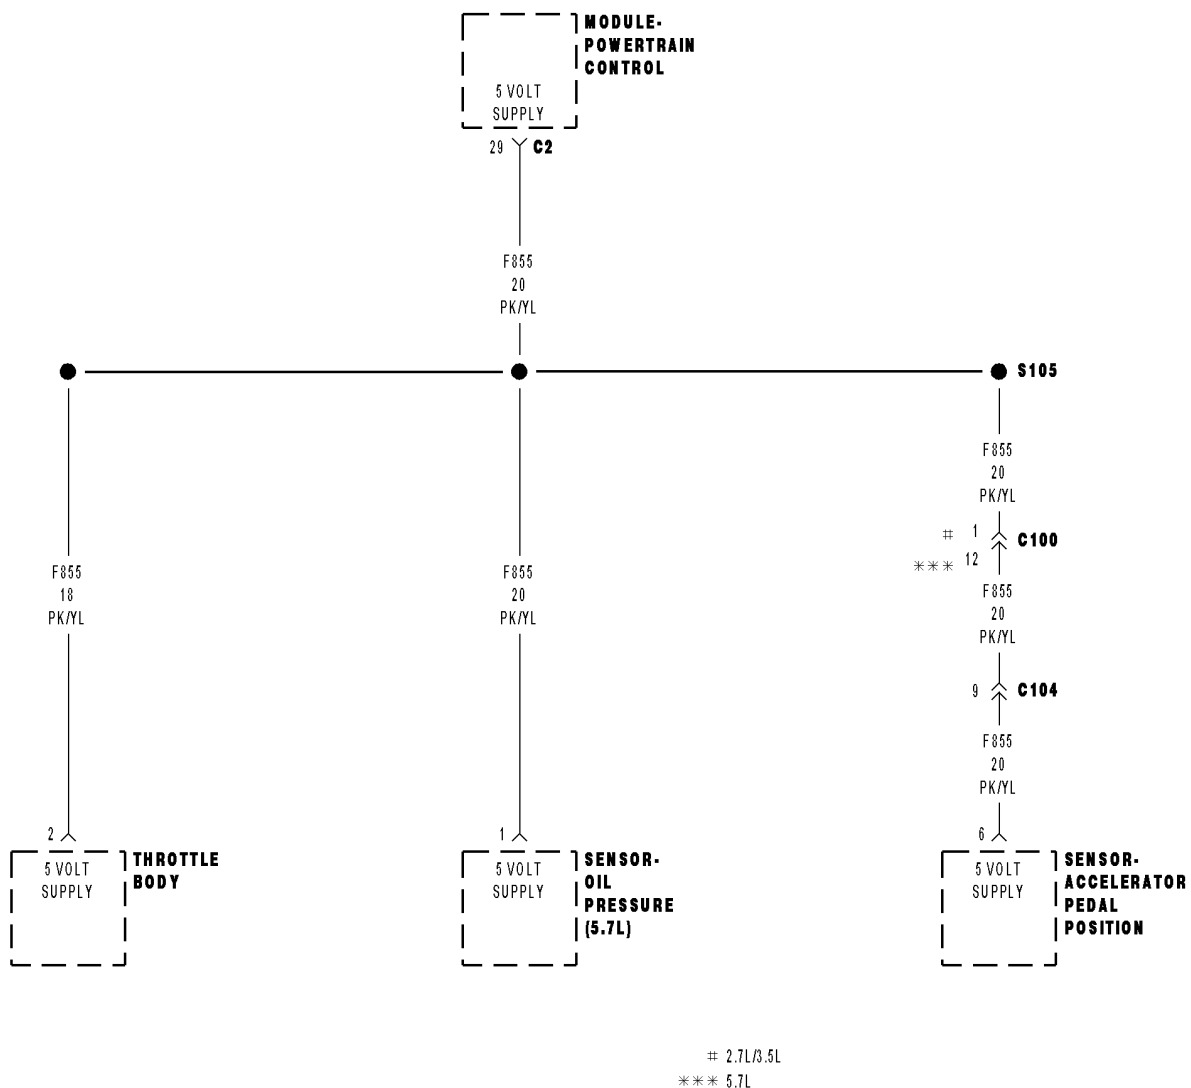 MODULE-
POWERTRAIN
CONTROL
5 VOLT
SUPPLY
29 C2
F855
20
PK/YL
S105
F855
20
PK/YL
# 1 C100
*** 12
F855
18
PK/YL
F855
20
PK/YL
F855
20
PK/YL
9 C104
F855
20
PK/YL
2
1
6
5 VOLT
SUPPLY
THROTTLE
BODY
5 VOLT
SUPPLY
SENSOR-
OIL
PRESSURE
(5.7L)
5 VOLT
SUPPLY
SENSOR-
ACCELERATOR
PEDAL
POSITION
# 2.7L/3.5L
*** 5.7L